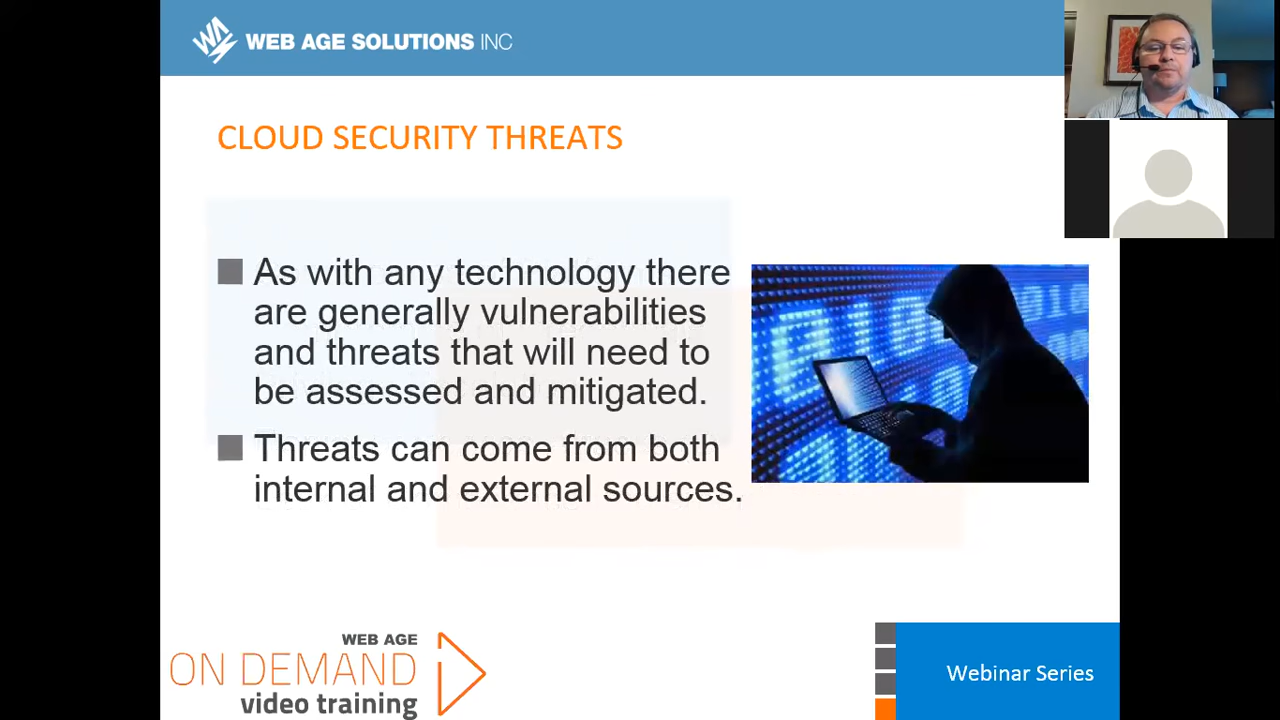 WEB AGE SOLUTIONS INC
CLOUD SECURITY THREATS
As with any technology there
are generally vulnerabilities
and threats that will need to
be assessed and mitigated.
Threats can come from both
internal and external sources.
WEB AGE
ON DEMAND
video training
Webinar Series